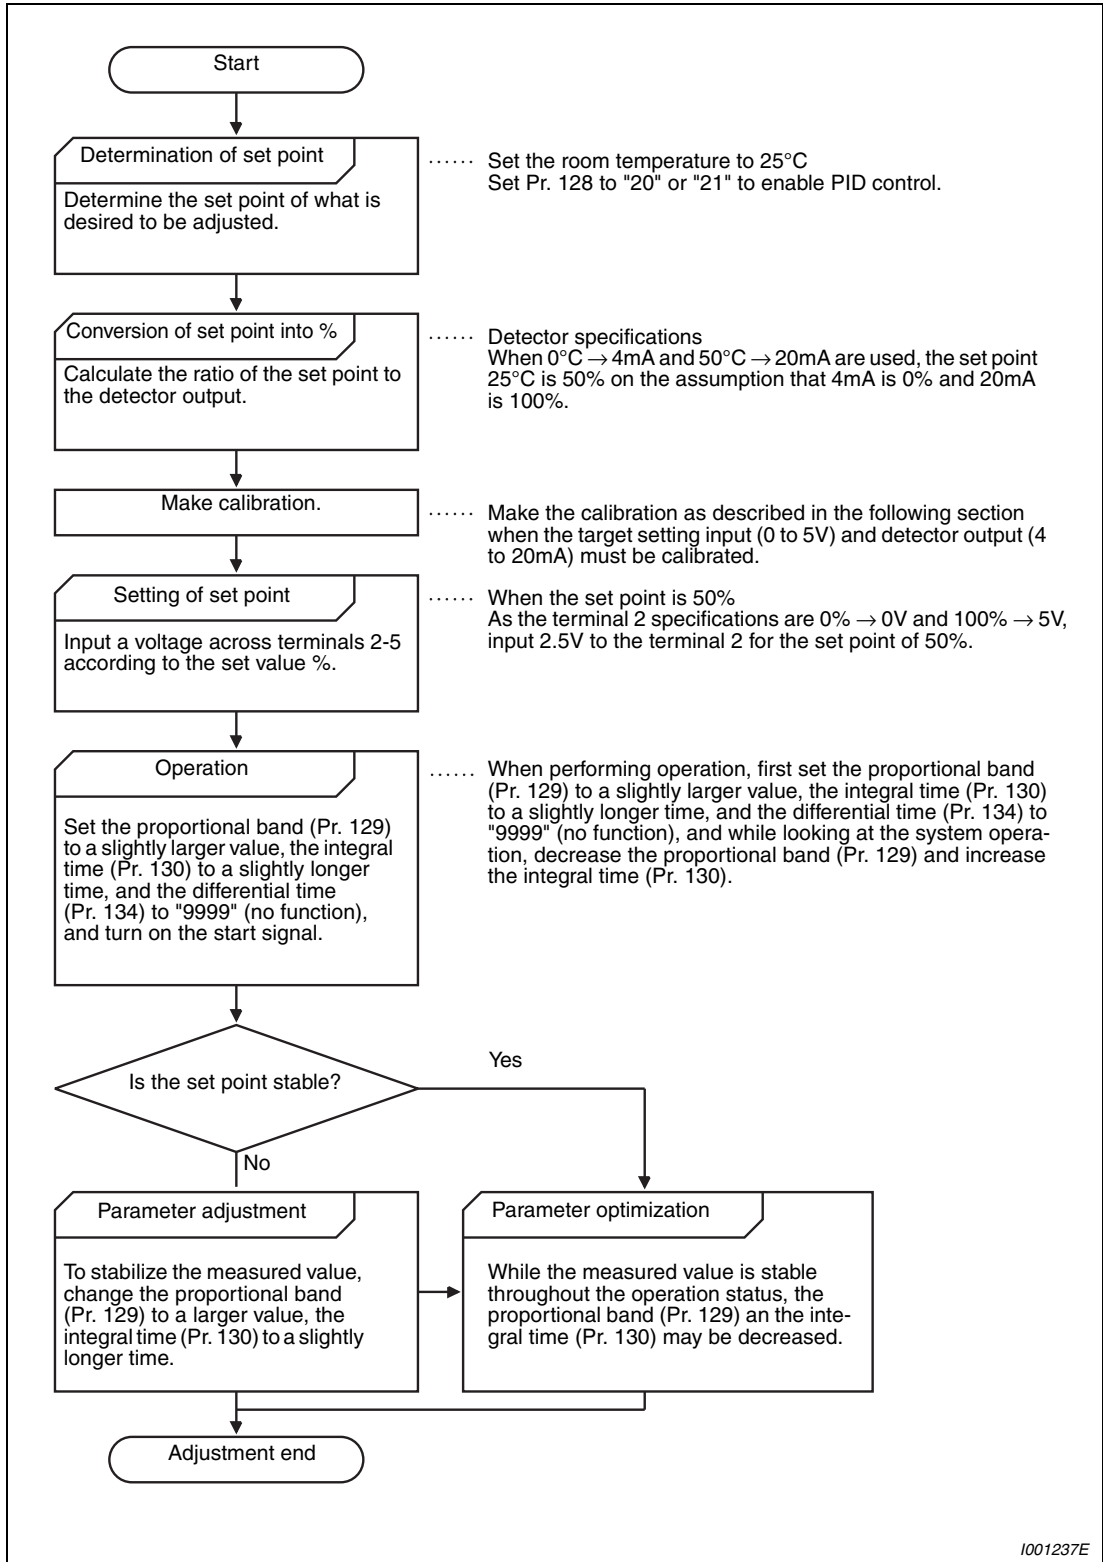 Start
Determination of set point
Determine the set point of what is
desired to be adjusted.
...... Set the room temperature to 25°C
Set Pr. 128 to "20" or "21" to enable PID control.
Conversion of set point into %
Calculate the ratio of the set point to
the detector output.
...... Detector specifications
When 0°C → 4mA and 50°C → 20mA are used, the set point
25°C is 50% on the assumption that 4mA is 0% and 20mA
is 100%.
Make calibration.
...... Make the calibration as described in the following section
when the target setting input (0 to 5V) and detector output (4
to 20mA) must be calibrated.
Setting of set point
Input a voltage across terminals 2-5
according to the set value %.
...... When the set point is 50%
As the terminal 2 specifications are 0% → 0V and 100% → 5V,
input 2.5V to the terminal 2 for the set point of 50%.
Operation
Set the proportional band (Pr. 129)
to a slightly larger value, the integral
time (Pr. 130) to a slightly longer
time, and the differential time
(Pr. 134) to "9999" (no function),
and turn on the start signal.
...... When performing operation, first set the proportional band
(Pr. 129) to a slightly larger value, the integral time (Pr. 130)
to a slightly longer time, and the differential time (Pr. 134) to
"9999" (no function), and while looking at the system opera-
tion, decrease the proportional band (Pr. 129) and increase
the integral time (Pr. 130).
Is the set point stable?
Yes
No
Parameter adjustment
To stabilize the measured value,
change the proportional band
(Pr. 129) to a larger value, the
integral time (Pr. 130) to a slightly
longer time.
Parameter optimization
While the measured value is stable
throughout the operation status, the
proportional band (Pr. 129) an the inte-
gral time (Pr. 130) may be decreased.
Adjustment end
I001237E